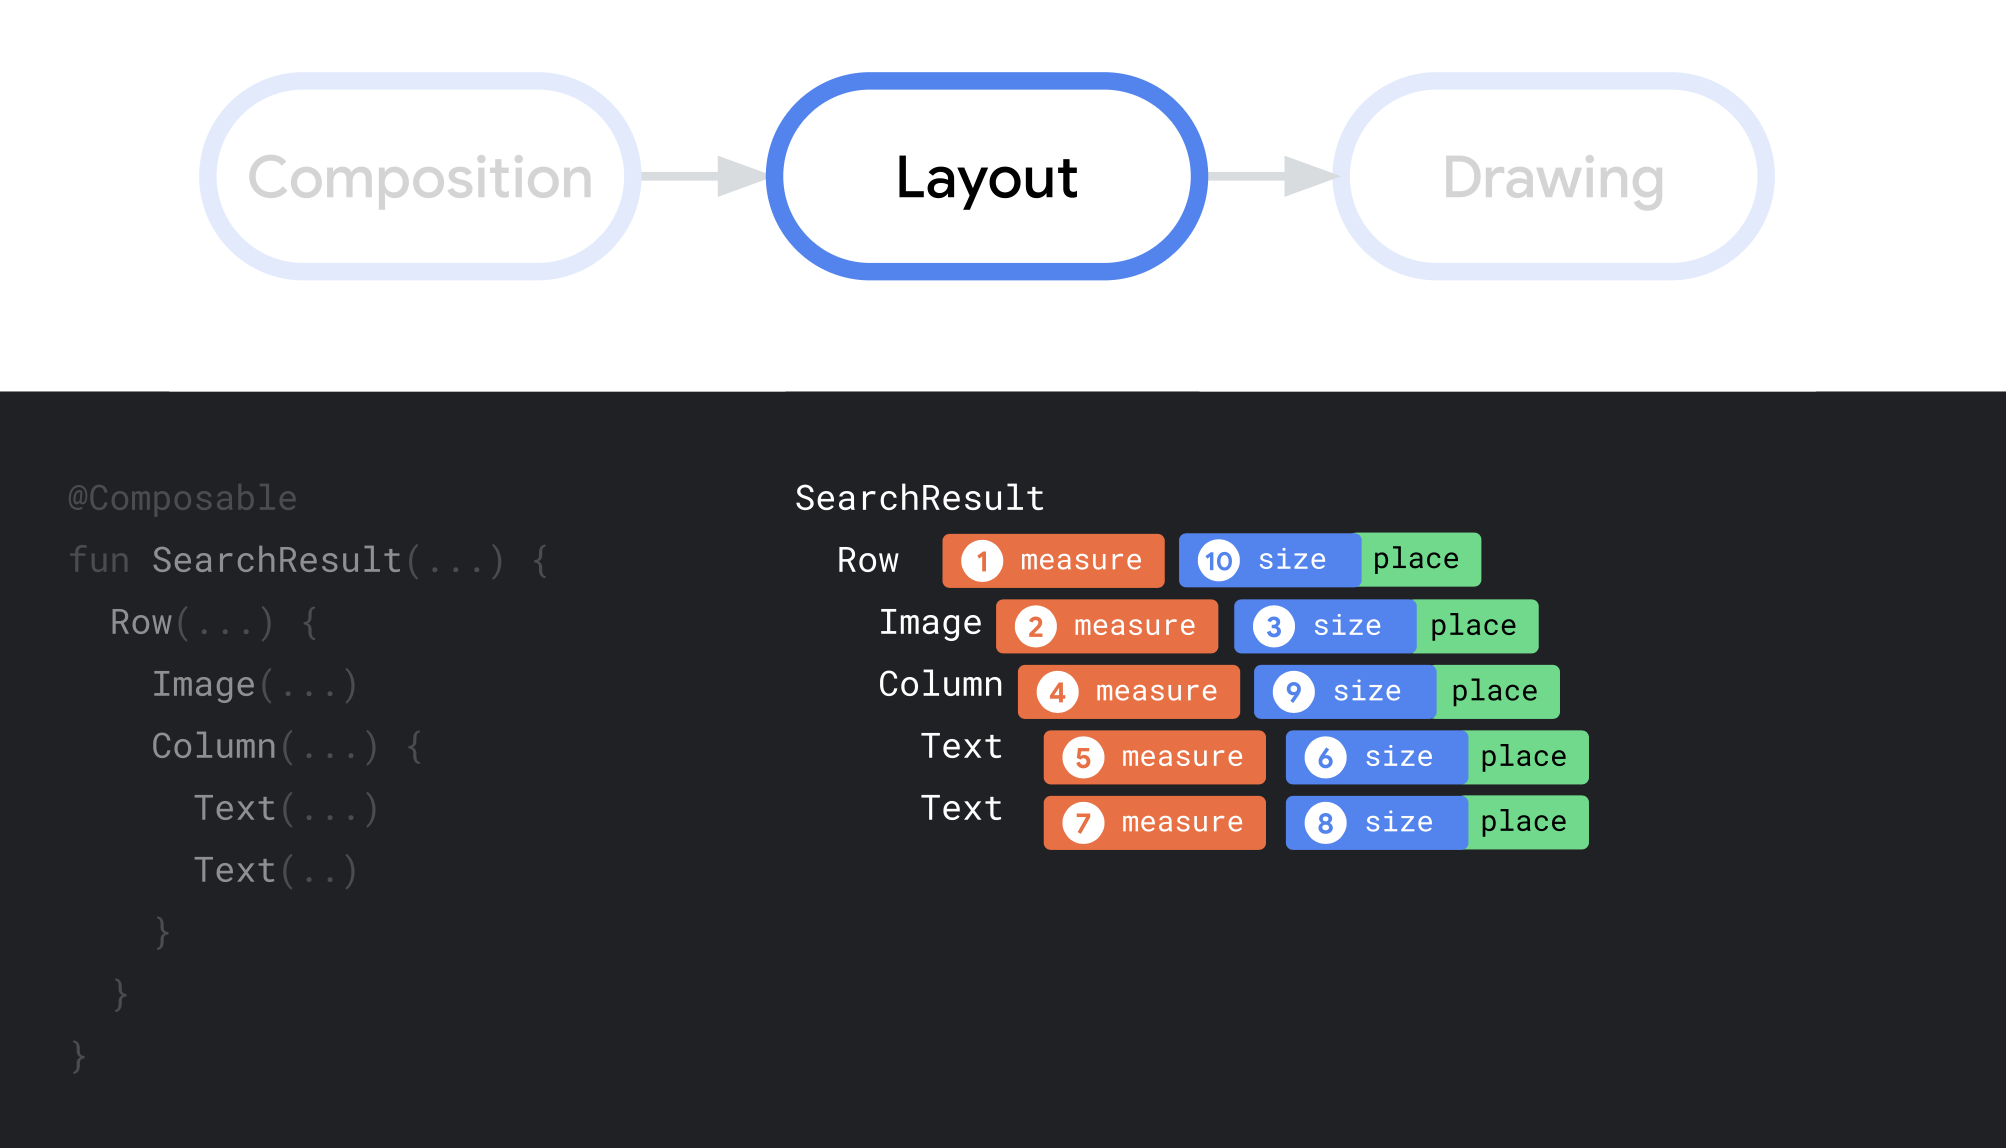 Composition Layout Drawing
@Composable
fun SearchResult(...) {
Row(...) {
Image(...)
Column(...) {
Text(...)
Text(..)
}
}
}
SearchResult
Row 1 measure 10 size place
Image 2 measure 3 size place
Column 4 measure 9 size place
Text 5 measure 6 size place
Text 7 measure 8 size place